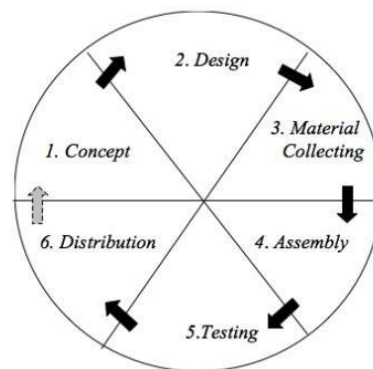 1. Concept
2. Design
3. Material
Collecting
4. Assembly
5.Testing
6. Distribution